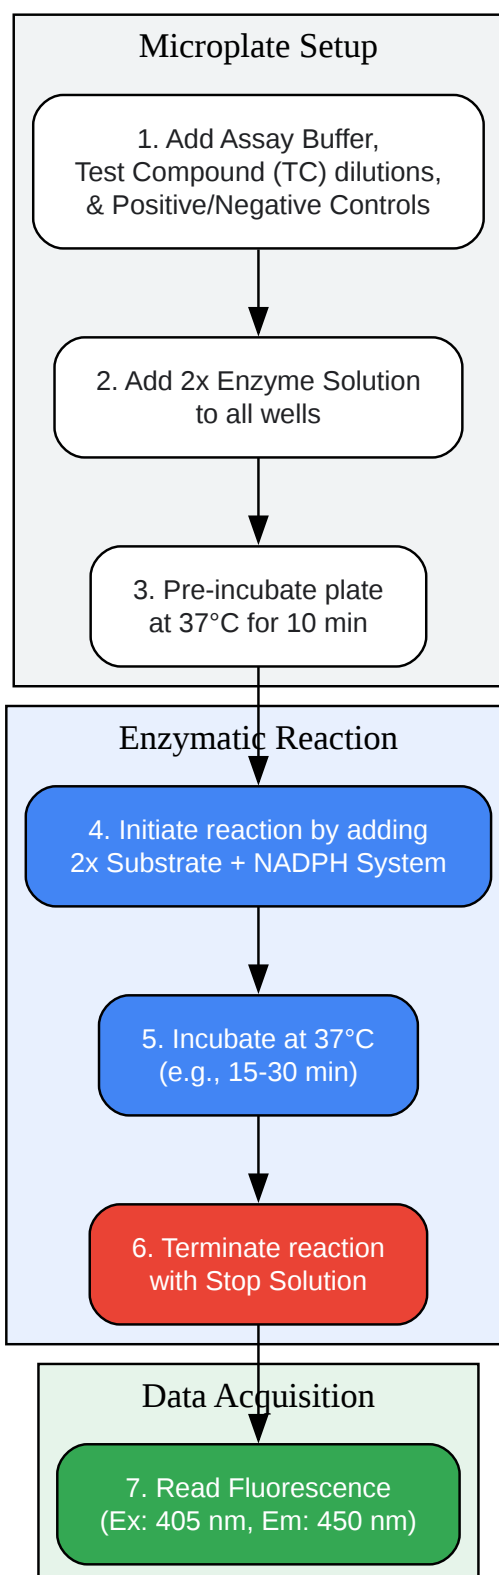 Microplate Setup
1. Add Assay Buffer,
Test Compound (TC) dilutions,
& Positive/Negative Controls
2. Add 2x Enzyme Solution
to all wells
3. Pre-incubate plate
at 37°C for 10 min
Enzymatic Reaction
4. Initiate reaction by adding
2x Substrate + NADPH System
5. Incubate at 37°C
(e.g., 15-30 min)
6. Terminate reaction
with Stop Solution
Data Acquisition
7. Read Fluorescence
(Ex: 405 nm, Em: 450 nm)